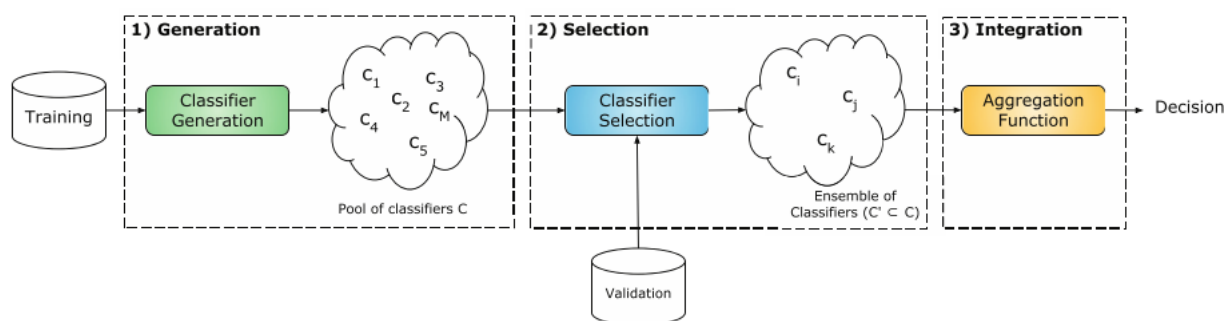 1) Generation
2) Selection
3) Integration
Training
Classifier
Generation
C1
C2
C3
C4
CM
C5
Pool of classifiers C
Classifier
Selection
Ci
Cj
Ck
Ensemble of
Classifiers (C' ⊂ C)
Aggregation
Function
Decision
Validation